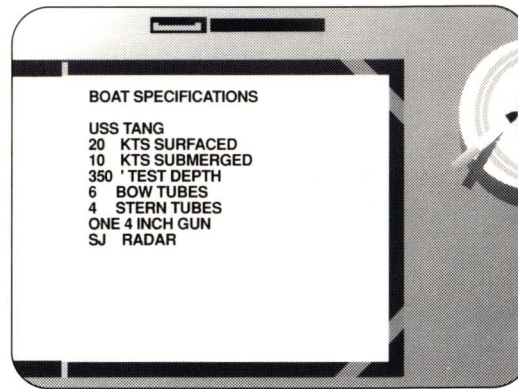 BOAT SPECIFICATIONS
USS TANG
20 KTS SURFACED
10 KTS SUBMERGED
350 ' TEST DEPTH
6 BOW TUBES
4 STERN TUBES
ONE 4 INCH GUN
SJ RADAR